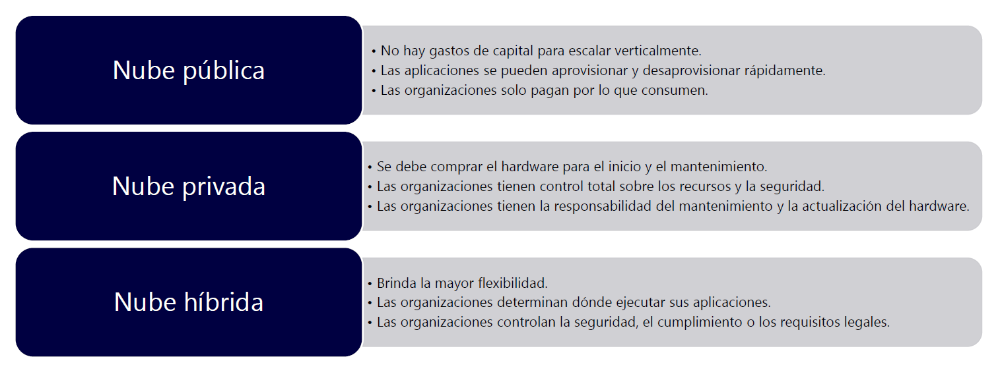 Nube pública
• No hay gastos de capital para escalar verticalmente.
• Las aplicaciones se pueden aprovisionar y desaprovisionar rápidamente.
• Las organizaciones solo pagan por lo que consumen.
Nube privada
• Se debe comprar el hardware para el inicio y el mantenimiento.
• Las organizaciones tienen control total sobre los recursos y la seguridad.
• Las organizaciones tienen la responsabilidad del mantenimiento y la actualización del hardware.
Nube híbrida
• Brinda la mayor flexibilidad.
• Las organizaciones determinan dónde ejecutar sus aplicaciones.
• Las organizaciones controlan la seguridad, el cumplimiento o los requisitos legales.